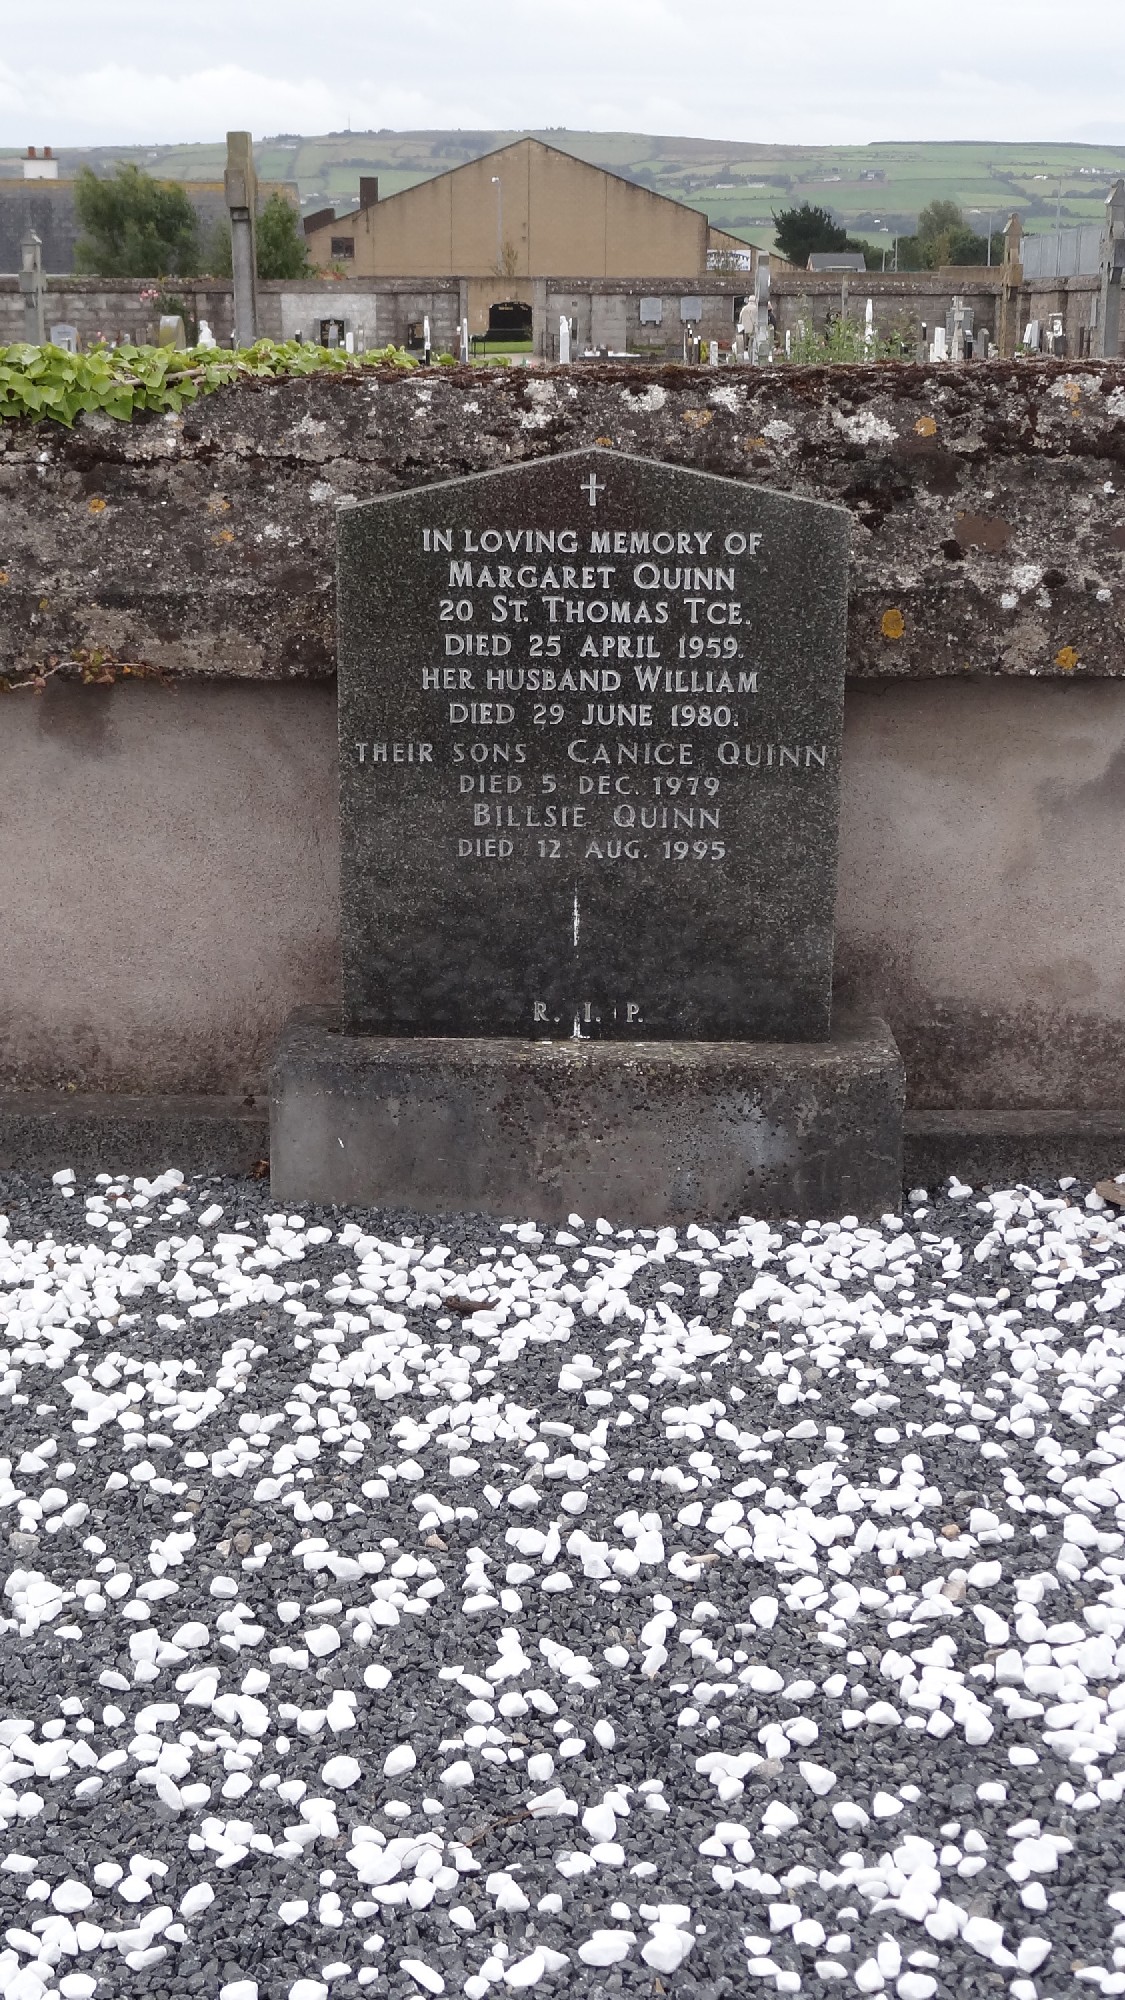 IN LOVING MEMORY OF
MARGARET QUINN
20 ST. THOMAS TCE.
DIED 25 APRIL 1959.
HER HUSBAND WILLIAM
DIED 29 JUNE 1980.
THEIR SONS CANICE QUINN
DIED 5 DEC. 1979
BILLSIE QUINN
DIED 12 AUG. 1995
R. I. P.